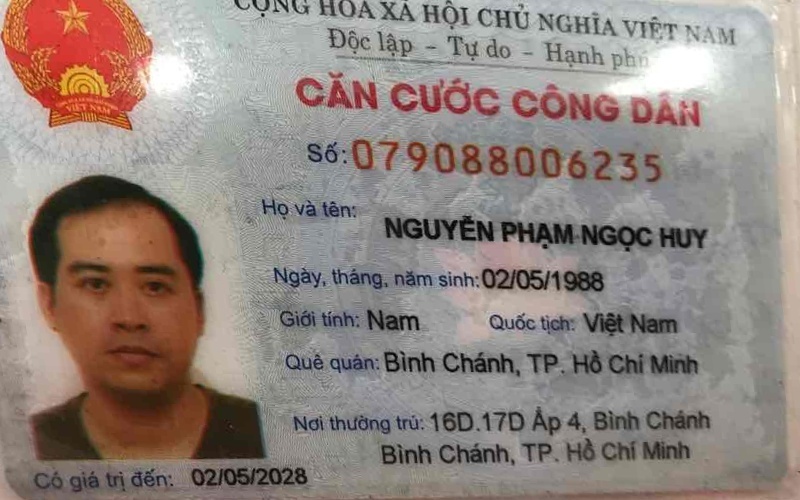 CỘNG HÒA XÃ HỘI CHỦ NGHĨA VIỆT NAM
Độc lập - Tự do - Hạnh phú
CĂN CƯỚC CÔNG DÂN
Số: 079088006235
Họ và tên: NGUYỄN PHẠM NGỌC HUY
Ngày, tháng, năm sinh: 02/05/1988
Giới tính: Nam Quốc tịch: Việt Nam
Quê quán: Bình Chánh, TP. Hồ Chí Minh
Nơi thường trú: 16D.17D Ấp 4, Bình Chánh
Bình Chánh, TP. Hồ Chí Minh
Có giá trị đến: 02/05/2028